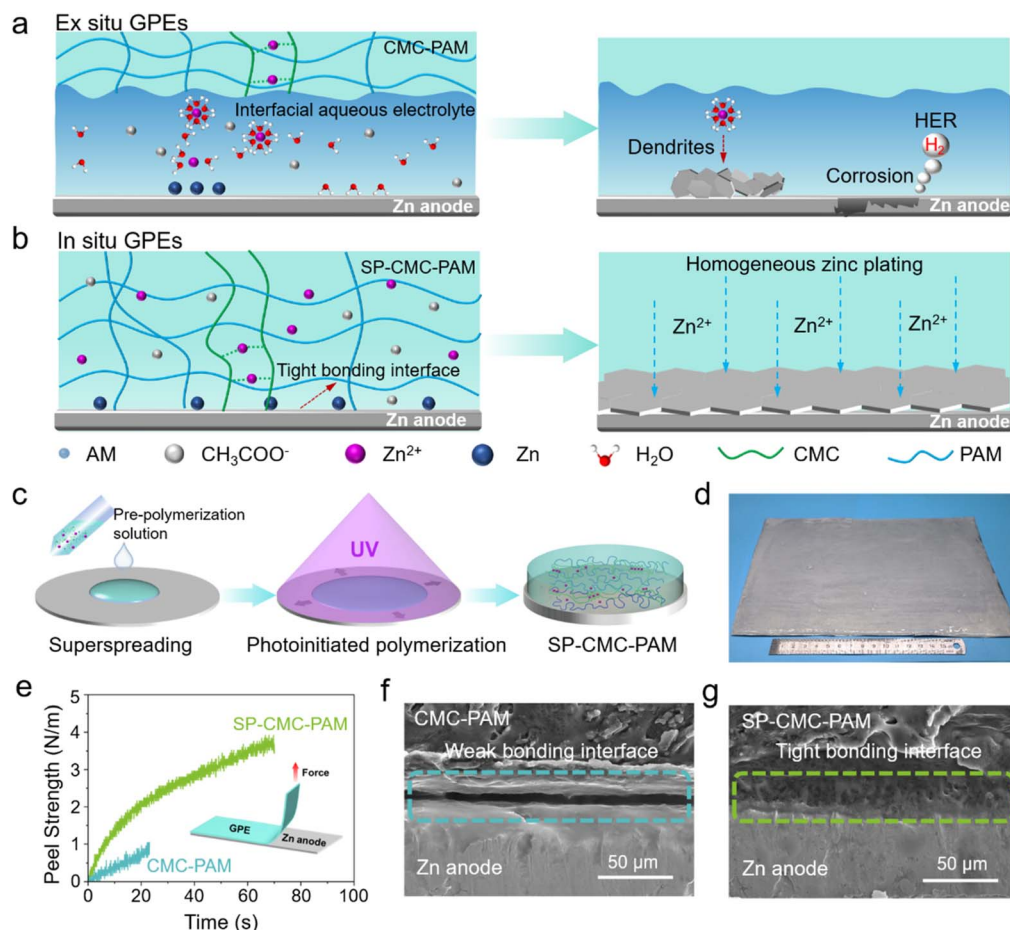 a
Ex situ GPEs
CMC-PAM
Interfacial aqueous electrolyte
Zn anode
Dendrites
HER
H2
Corrosion
Zn anode
b
In situ GPEs
SP-CMC-PAM
Tight bonding interface
Zn anode
Homogeneous zinc plating
Zn²⁺
Zn²⁺
Zn²⁺
Zn anode
AM
CH₃COO⁻
Zn²⁺
Zn
H₂O
CMC
PAM
c
Pre-polymerization
solution
Superspreading
UV
Photoinitiated polymerization
SP-CMC-PAM
d
e
Peel Strength (N/m)
5
4
3
2
1
0
SP-CMC-PAM
CMC-PAM
Force
GPE
Zn anode
0 20 40 60 80 100
Time (s)
f
CMC-PAM
Weak bonding interface
Zn anode
50 μm
g
SP-CMC-PAM
Tight bonding interface
Zn anode
50 μm